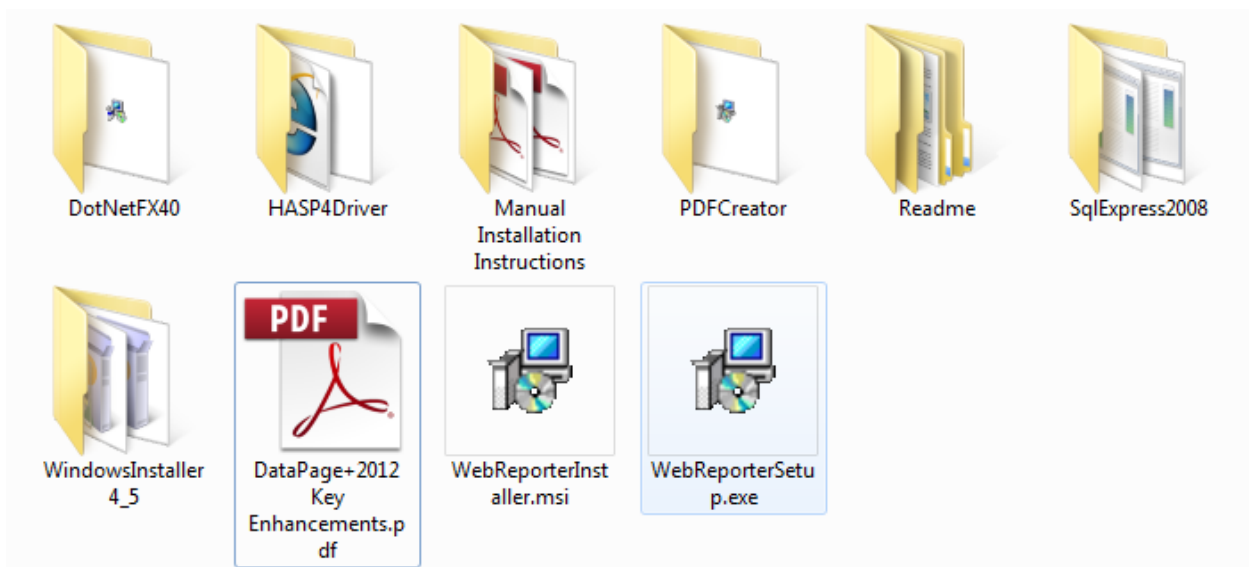 DotNetFX40
HASP4Driver
Manual
Installation
Instructions
PDFCreator
Readme
SqlExpress2008
WindowsInstaller
4_5
PDF
DataPage+2012
Key
Enhancements.p
df
WebReporterInst
aller.msi
WebReporterSetu
p.exe